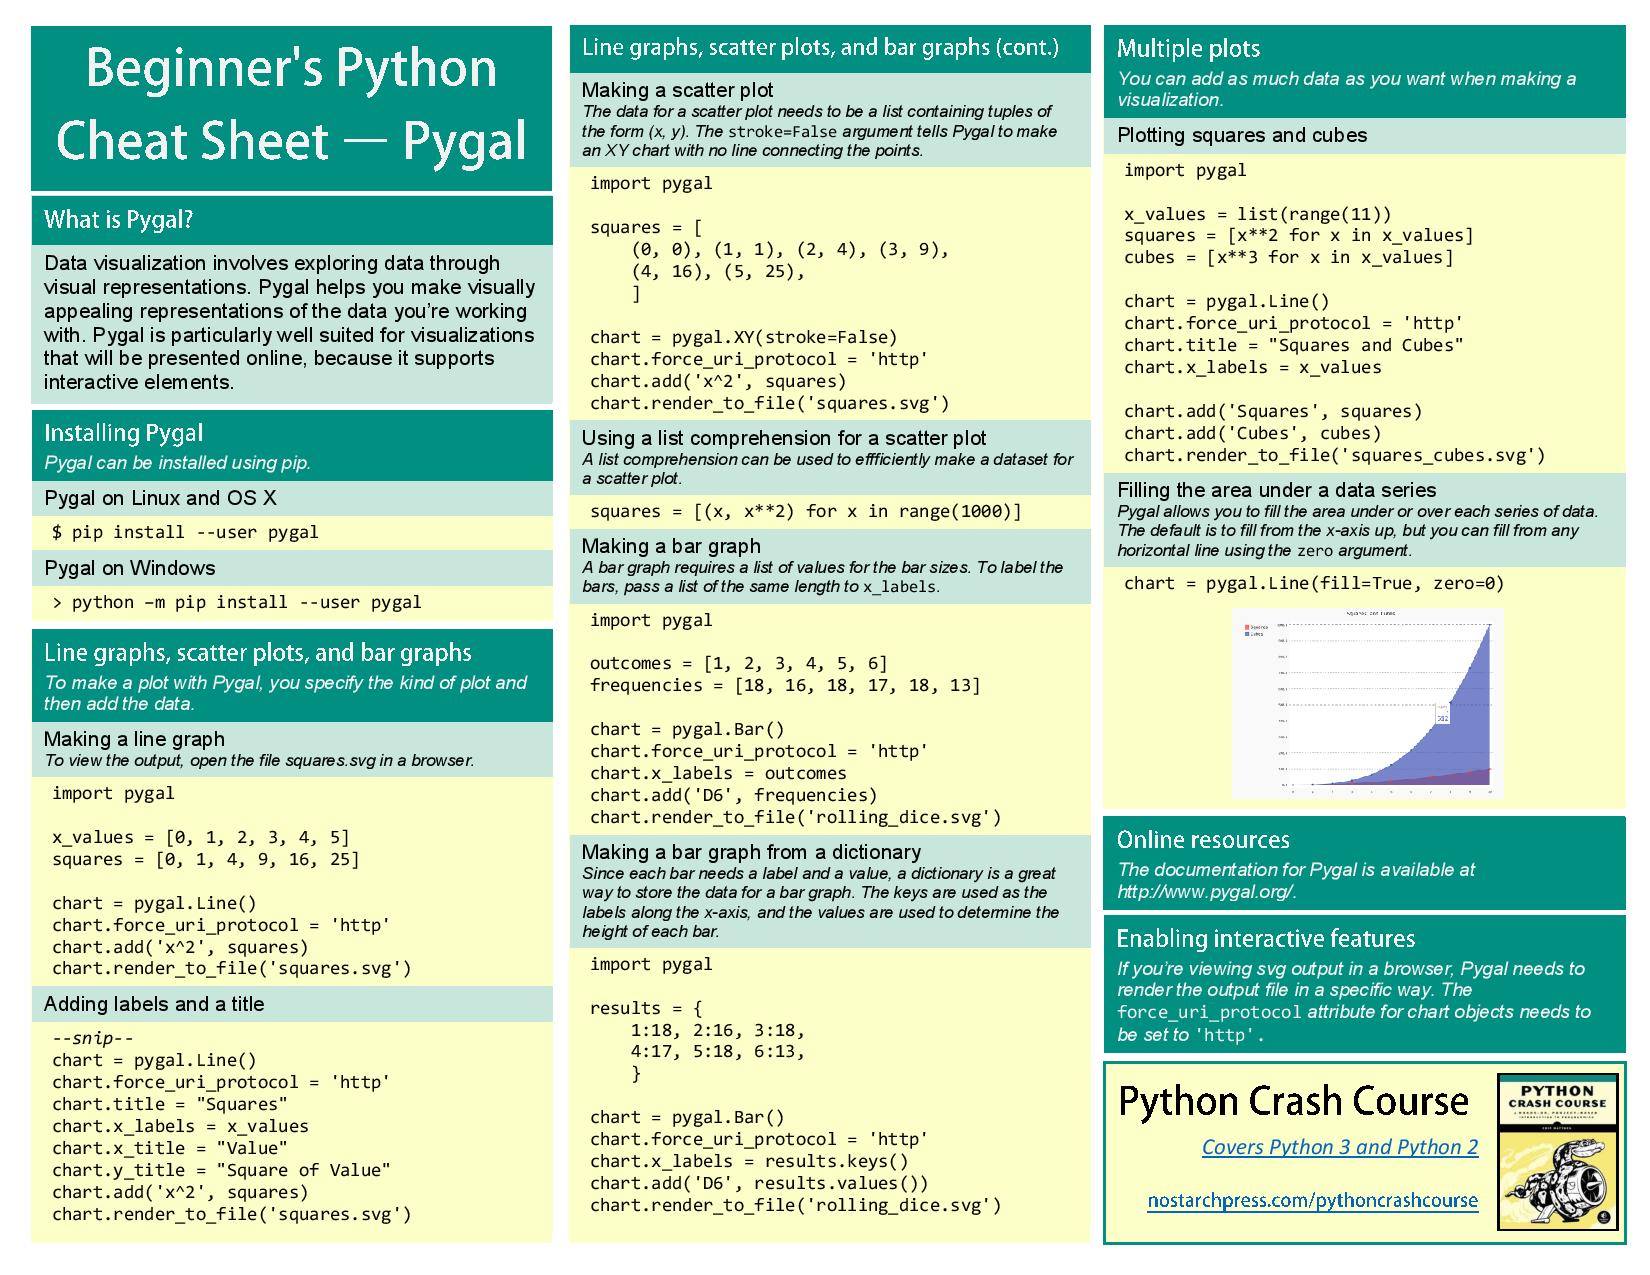 Beginner's Python
Cheat Sheet — Pygal
What is Pygal?
Data visualization involves exploring data through
visual representations. Pygal helps you make visually
appealing representations of the data you’re working
with. Pygal is particularly well suited for visualizations
that will be presented online, because it supports
interactive elements.
Installing Pygal
Pygal can be installed using pip.
Pygal on Linux and OS X
$ pip install --user pygal
Pygal on Windows
> python –m pip install --user pygal
Line graphs, scatter plots, and bar graphs
To make a plot with Pygal, you specify the kind of plot and
then add the data.
Making a line graph
To view the output, open the file squares.svg in a browser.
import pygal
x_values = [0, 1, 2, 3, 4, 5]
squares = [0, 1, 4, 9, 16, 25]
chart = pygal.Line()
chart.force_uri_protocol = 'http'
chart.add('x^2', squares)
chart.render_to_file('squares.svg')
Adding labels and a title
--snip--
chart = pygal.Line()
chart.force_uri_protocol = 'http'
chart.title = "Squares"
chart.x_labels = x_values
chart.x_title = "Value"
chart.y_title = "Square of Value"
chart.add('x^2', squares)
chart.render_to_file('squares.svg')
Line graphs, scatter plots, and bar graphs (cont.)
Making a scatter plot
The data for a scatter plot needs to be a list containing tuples of
the form (x, y). The stroke=False argument tells Pygal to make
an XY chart with no line connecting the points.
import pygal
squares = [
    (0, 0), (1, 1), (2, 4), (3, 9),
    (4, 16), (5, 25),
    ]
chart = pygal.XY(stroke=False)
chart.force_uri_protocol = 'http'
chart.add('x^2', squares)
chart.render_to_file('squares.svg')
Using a list comprehension for a scatter plot
A list comprehension can be used to effficiently make a dataset for
a scatter plot.
squares = [(x, x**2) for x in range(1000)]
Making a bar graph
A bar graph requires a list of values for the bar sizes. To label the
bars, pass a list of the same length to x_labels.
import pygal
outcomes = [1, 2, 3, 4, 5, 6]
frequencies = [18, 16, 18, 17, 18, 13]
chart = pygal.Bar()
chart.force_uri_protocol = 'http'
chart.x_labels = outcomes
chart.add('D6', frequencies)
chart.render_to_file('rolling_dice.svg')
Making a bar graph from a dictionary
Since each bar needs a label and a value, a dictionary is a great
way to store the data for a bar graph. The keys are used as the
labels along the x-axis, and the values are used to determine the
height of each bar.
import pygal
results = {
    1:18, 2:16, 3:18,
    4:17, 5:18, 6:13,
    }
chart = pygal.Bar()
chart.force_uri_protocol = 'http'
chart.x_labels = results.keys()
chart.add('D6', results.values())
chart.render_to_file('rolling_dice.svg')
Multiple plots
You can add as much data as you want when making a
visualization.
Plotting squares and cubes
import pygal
x_values = list(range(11))
squares = [x**2 for x in x_values]
cubes = [x**3 for x in x_values]
chart = pygal.Line()
chart.force_uri_protocol = 'http'
chart.title = "Squares and Cubes"
chart.x_labels = x_values
chart.add('Squares', squares)
chart.add('Cubes', cubes)
chart.render_to_file('squares_cubes.svg')
Filling the area under a data series
Pygal allows you to fill the area under or over each series of data.
The default is to fill from the x-axis up, but you can fill from any
horizontal line using the zero argument.
chart = pygal.Line(fill=True, zero=0)
Squares and Cubes
Squares
Cubes
512
Online resources
The documentation for Pygal is available at
http://www.pygal.org/.
Enabling interactive features
If you’re viewing svg output in a browser, Pygal needs to
render the output file in a specific way. The
force_uri_protocol attribute for chart objects needs to
be set to 'http'.
Python Crash Course
Covers Python 3 and Python 2
nostarchpress.com/pythoncrashcourse
PYTHON
CRASH COURSE